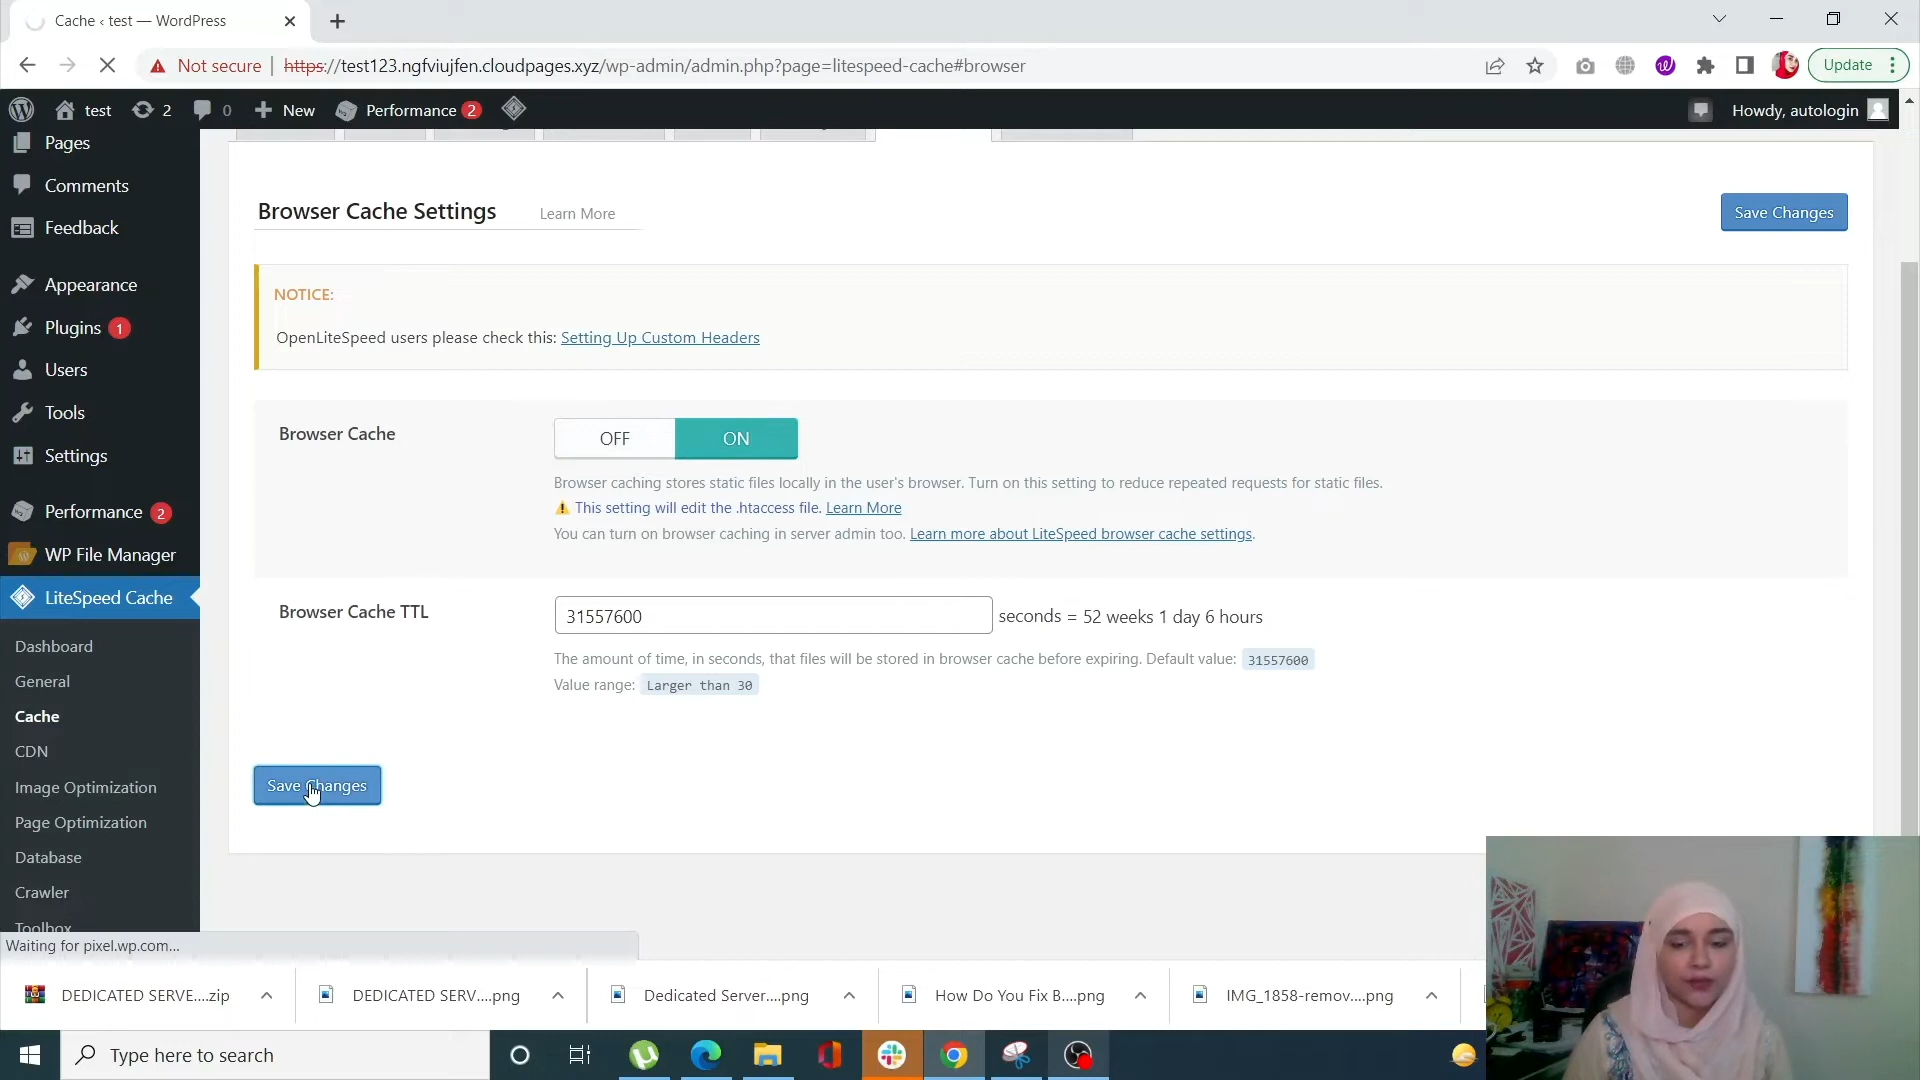 Cache ‹ test — WordPress
Not secure
https://test123.ngfviujfen.cloudpages.xyz/wp-admin/admin.php?page=litespeed-cache#browser
Update
test
2
0
New
Performance 2
Howdy, autologin
Pages
Comments
Feedback
Appearance
Plugins 1
Users
Tools
Settings
Performance 2
WP File Manager
LiteSpeed Cache
Dashboard
General
Cache
CDN
Image Optimization
Page Optimization
Database
Crawler
Toolbox
Browser Cache Settings
Learn More
Save Changes
NOTICE:
OpenLiteSpeed users please check this: Setting Up Custom Headers
Browser Cache
OFF
ON
Browser caching stores static files locally in the user's browser. Turn on this setting to reduce repeated requests for static files.
⚠ This setting will edit the .htaccess file. Learn More
You can turn on browser caching in server admin too. Learn more about LiteSpeed browser cache settings.
Browser Cache TTL
31557600
seconds = 52 weeks 1 day 6 hours
The amount of time, in seconds, that files will be stored in browser cache before expiring. Default value: 31557600
Value range: Larger than 30
Save Changes
Waiting for pixel.wp.com...
DEDICATED SERVE....zip
DEDICATED SERV....png
Dedicated Server....png
How Do You Fix B....png
IMG_1858-remov....png
Type here to search